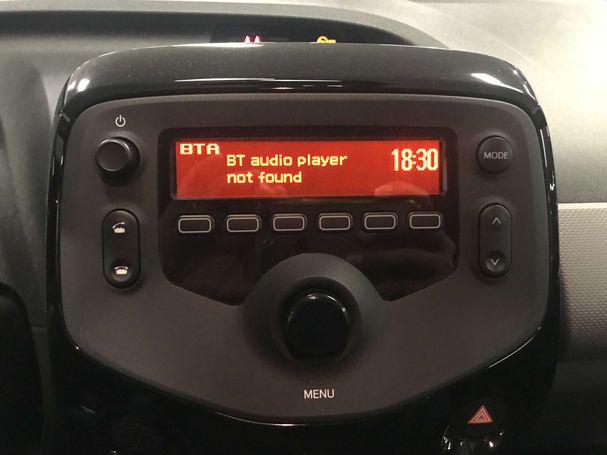 BTA
BT audio player
not found
18:30
MODE
MENU